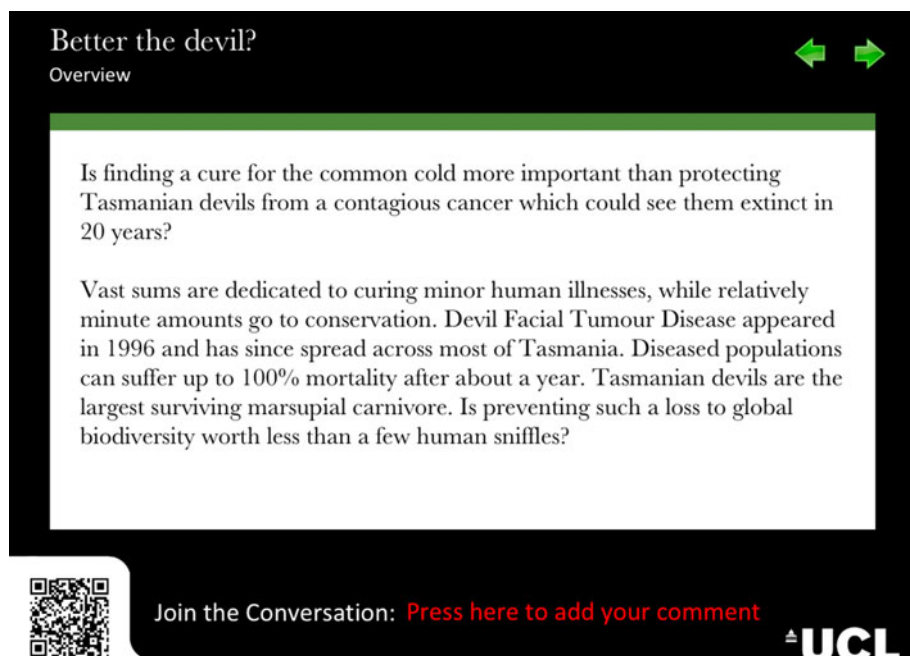 Better the devil?
Overview
Is finding a cure for the common cold more important than protecting
Tasmanian devils from a contagious cancer which could see them extinct in
20 years?
Vast sums are dedicated to curing minor human illnesses, while relatively
minute amounts go to conservation. Devil Facial Tumour Disease appeared
in 1996 and has since spread across most of Tasmania. Diseased populations
can suffer up to 100% mortality after about a year. Tasmanian devils are the
largest surviving marsupial carnivore. Is preventing such a loss to global
biodiversity worth less than a few human sniffles?
Join the Conversation: Press here to add your comment
UCL